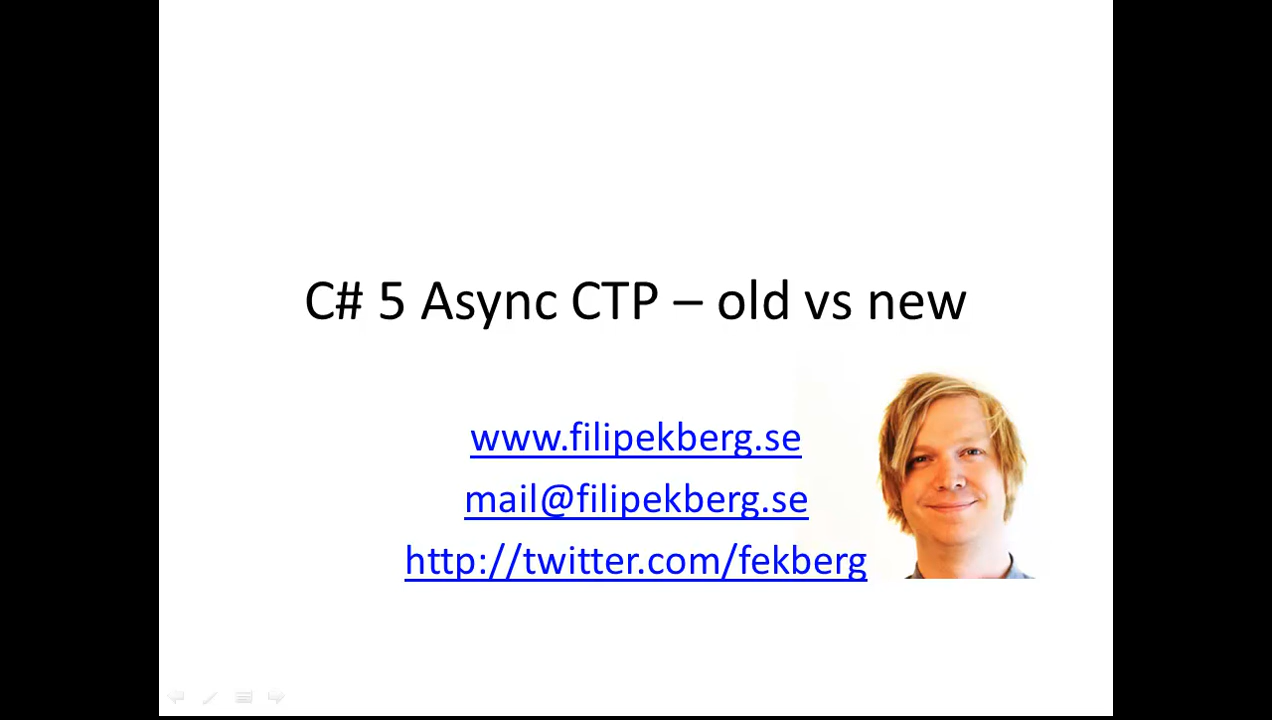 C# 5 Async CTP – old vs new
www.filipekberg.se
mail@filipekberg.se
http://twitter.com/fekberg